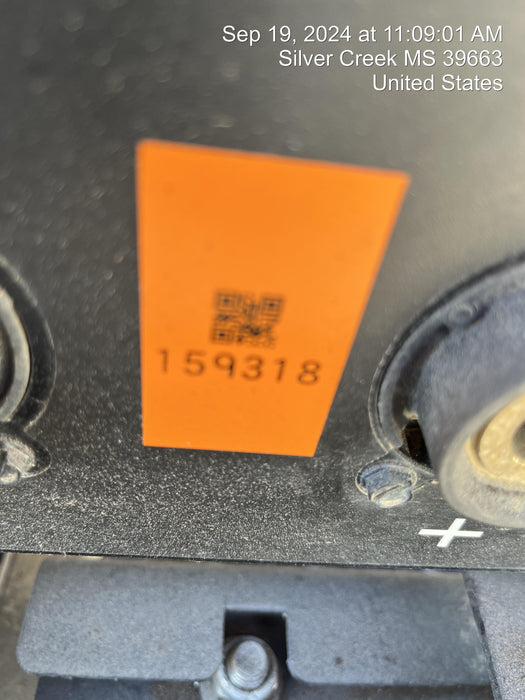 Sep 19, 2024 at 11:09:01 AM
Silver Creek MS 39663
United States
159318
+